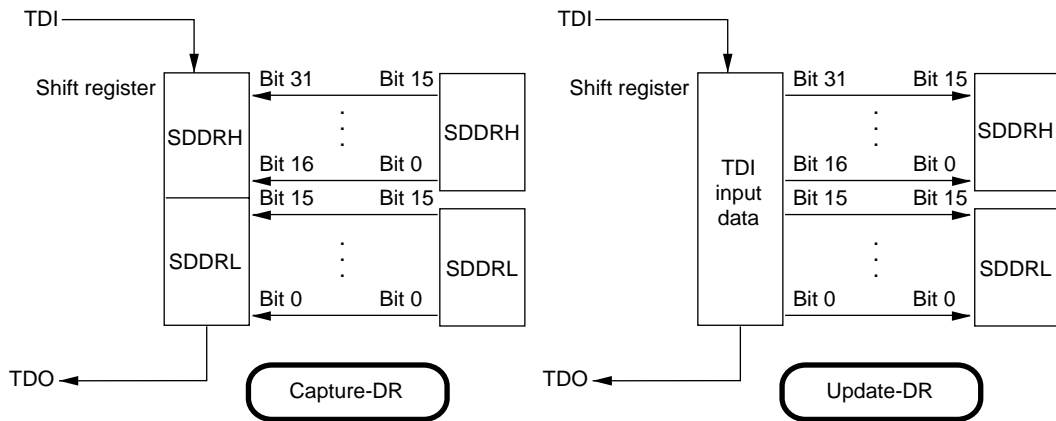 TDI
Shift register
Bit 31 Bit 15
SDDRH
SDDRH
Bit 16 Bit 0
Bit 15 Bit 15
SDDRL
SDDRL
Bit 0 Bit 0
TDO
Capture-DR
TDI
Shift register
Bit 31 Bit 15
SDDRH
TDI
input
data
Bit 16 Bit 0
Bit 15 Bit 15
SDDRL
Bit 0 Bit 0
TDO
Update-DR